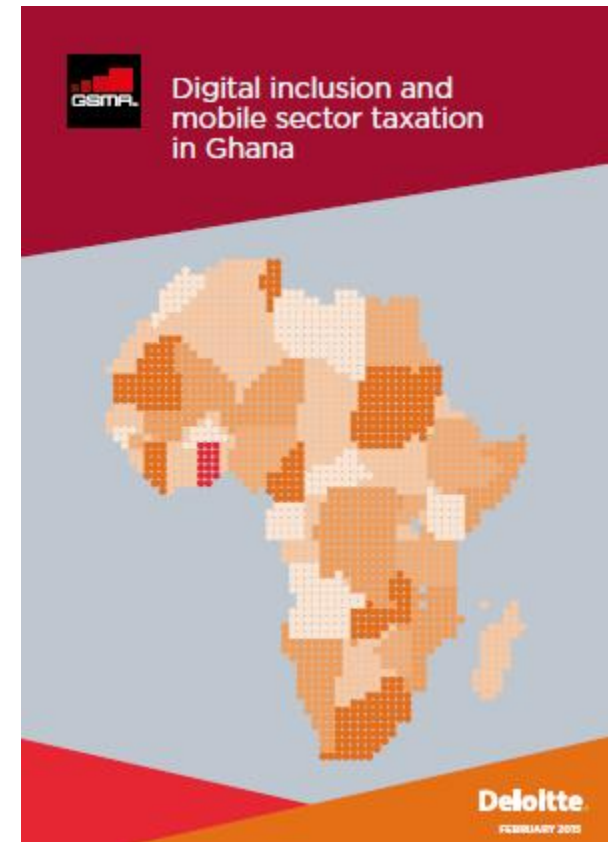 GSMA
Digital inclusion and
mobile sector taxation
in Ghana
Deloitte.
FEBRUARY 2015